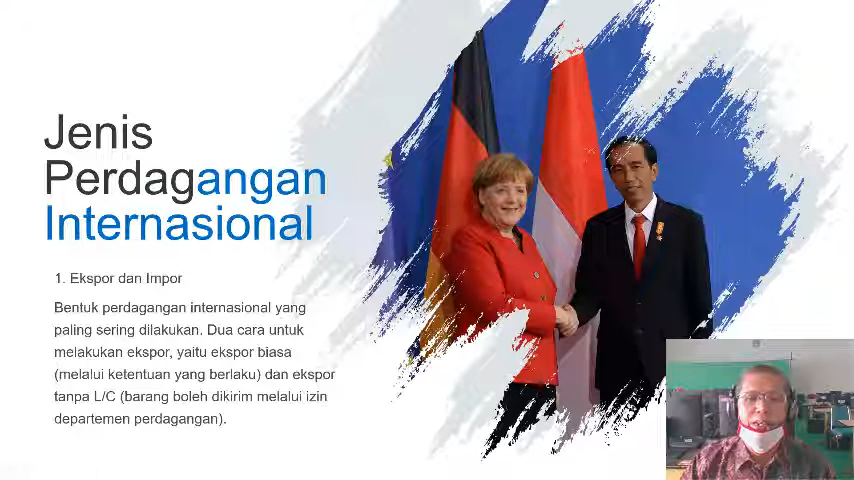 Jenis
Perdagangan
Internasional
1. Ekspor dan Impor
Bentuk perdagangan internasional yang
paling sering dilakukan. Dua cara untuk
melakukan ekspor, yaitu ekspor biasa
(melalui ketentuan yang berlaku) dan ekspor
tanpa L/C (barang boleh dikirim melalui izin
departemen perdagangan).